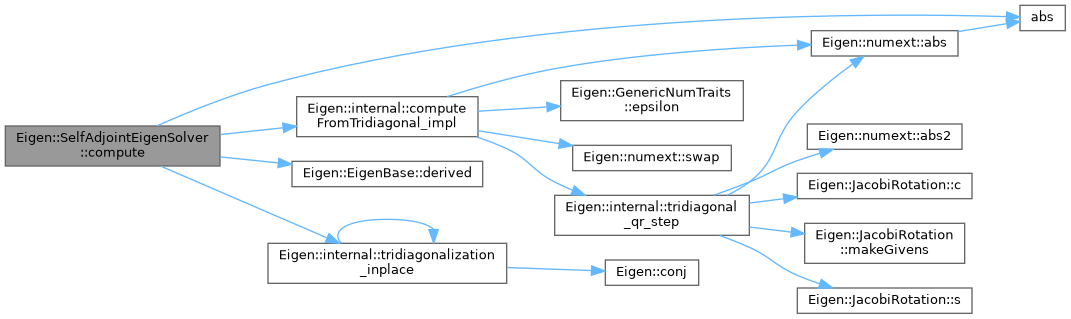 Eigen::SelfAdjointEigenSolver
::compute
Eigen::internal::compute
FromTridiagonal_impl
Eigen::EigenBase::derived
Eigen::internal::tridiagonalization
_inplace
Eigen::GenericNumTraits
::epsilon
Eigen::numext::swap
Eigen::internal::tridiagonal
_qr_step
Eigen::conj
Eigen::numext::abs
Eigen::numext::abs2
Eigen::JacobiRotation::c
Eigen::JacobiRotation
::makeGivens
Eigen::JacobiRotation::s
abs